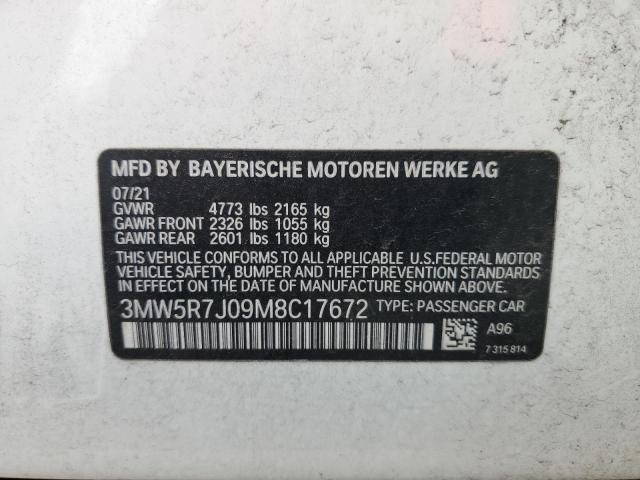 MFD BY BAYERISCHE MOTOREN WERKE AG
07/21
GVWR 4773 lbs 2165 kg
GAWR FRONT 2326 lbs 1055 kg
GAWR REAR 2601 lbs 1180 kg
THIS VEHICLE CONFORMS TO ALL APPLICABLE U.S.FEDERAL MOTOR
VEHICLE SAFETY, BUMPER AND THEFT PREVENTION STANDARDS
IN EFFECT ON THE DATE OF MANUFACTURE SHOWN ABOVE.
3MW5R7J09M8C17672 TYPE: PASSENGER CAR
A96
7 315 814